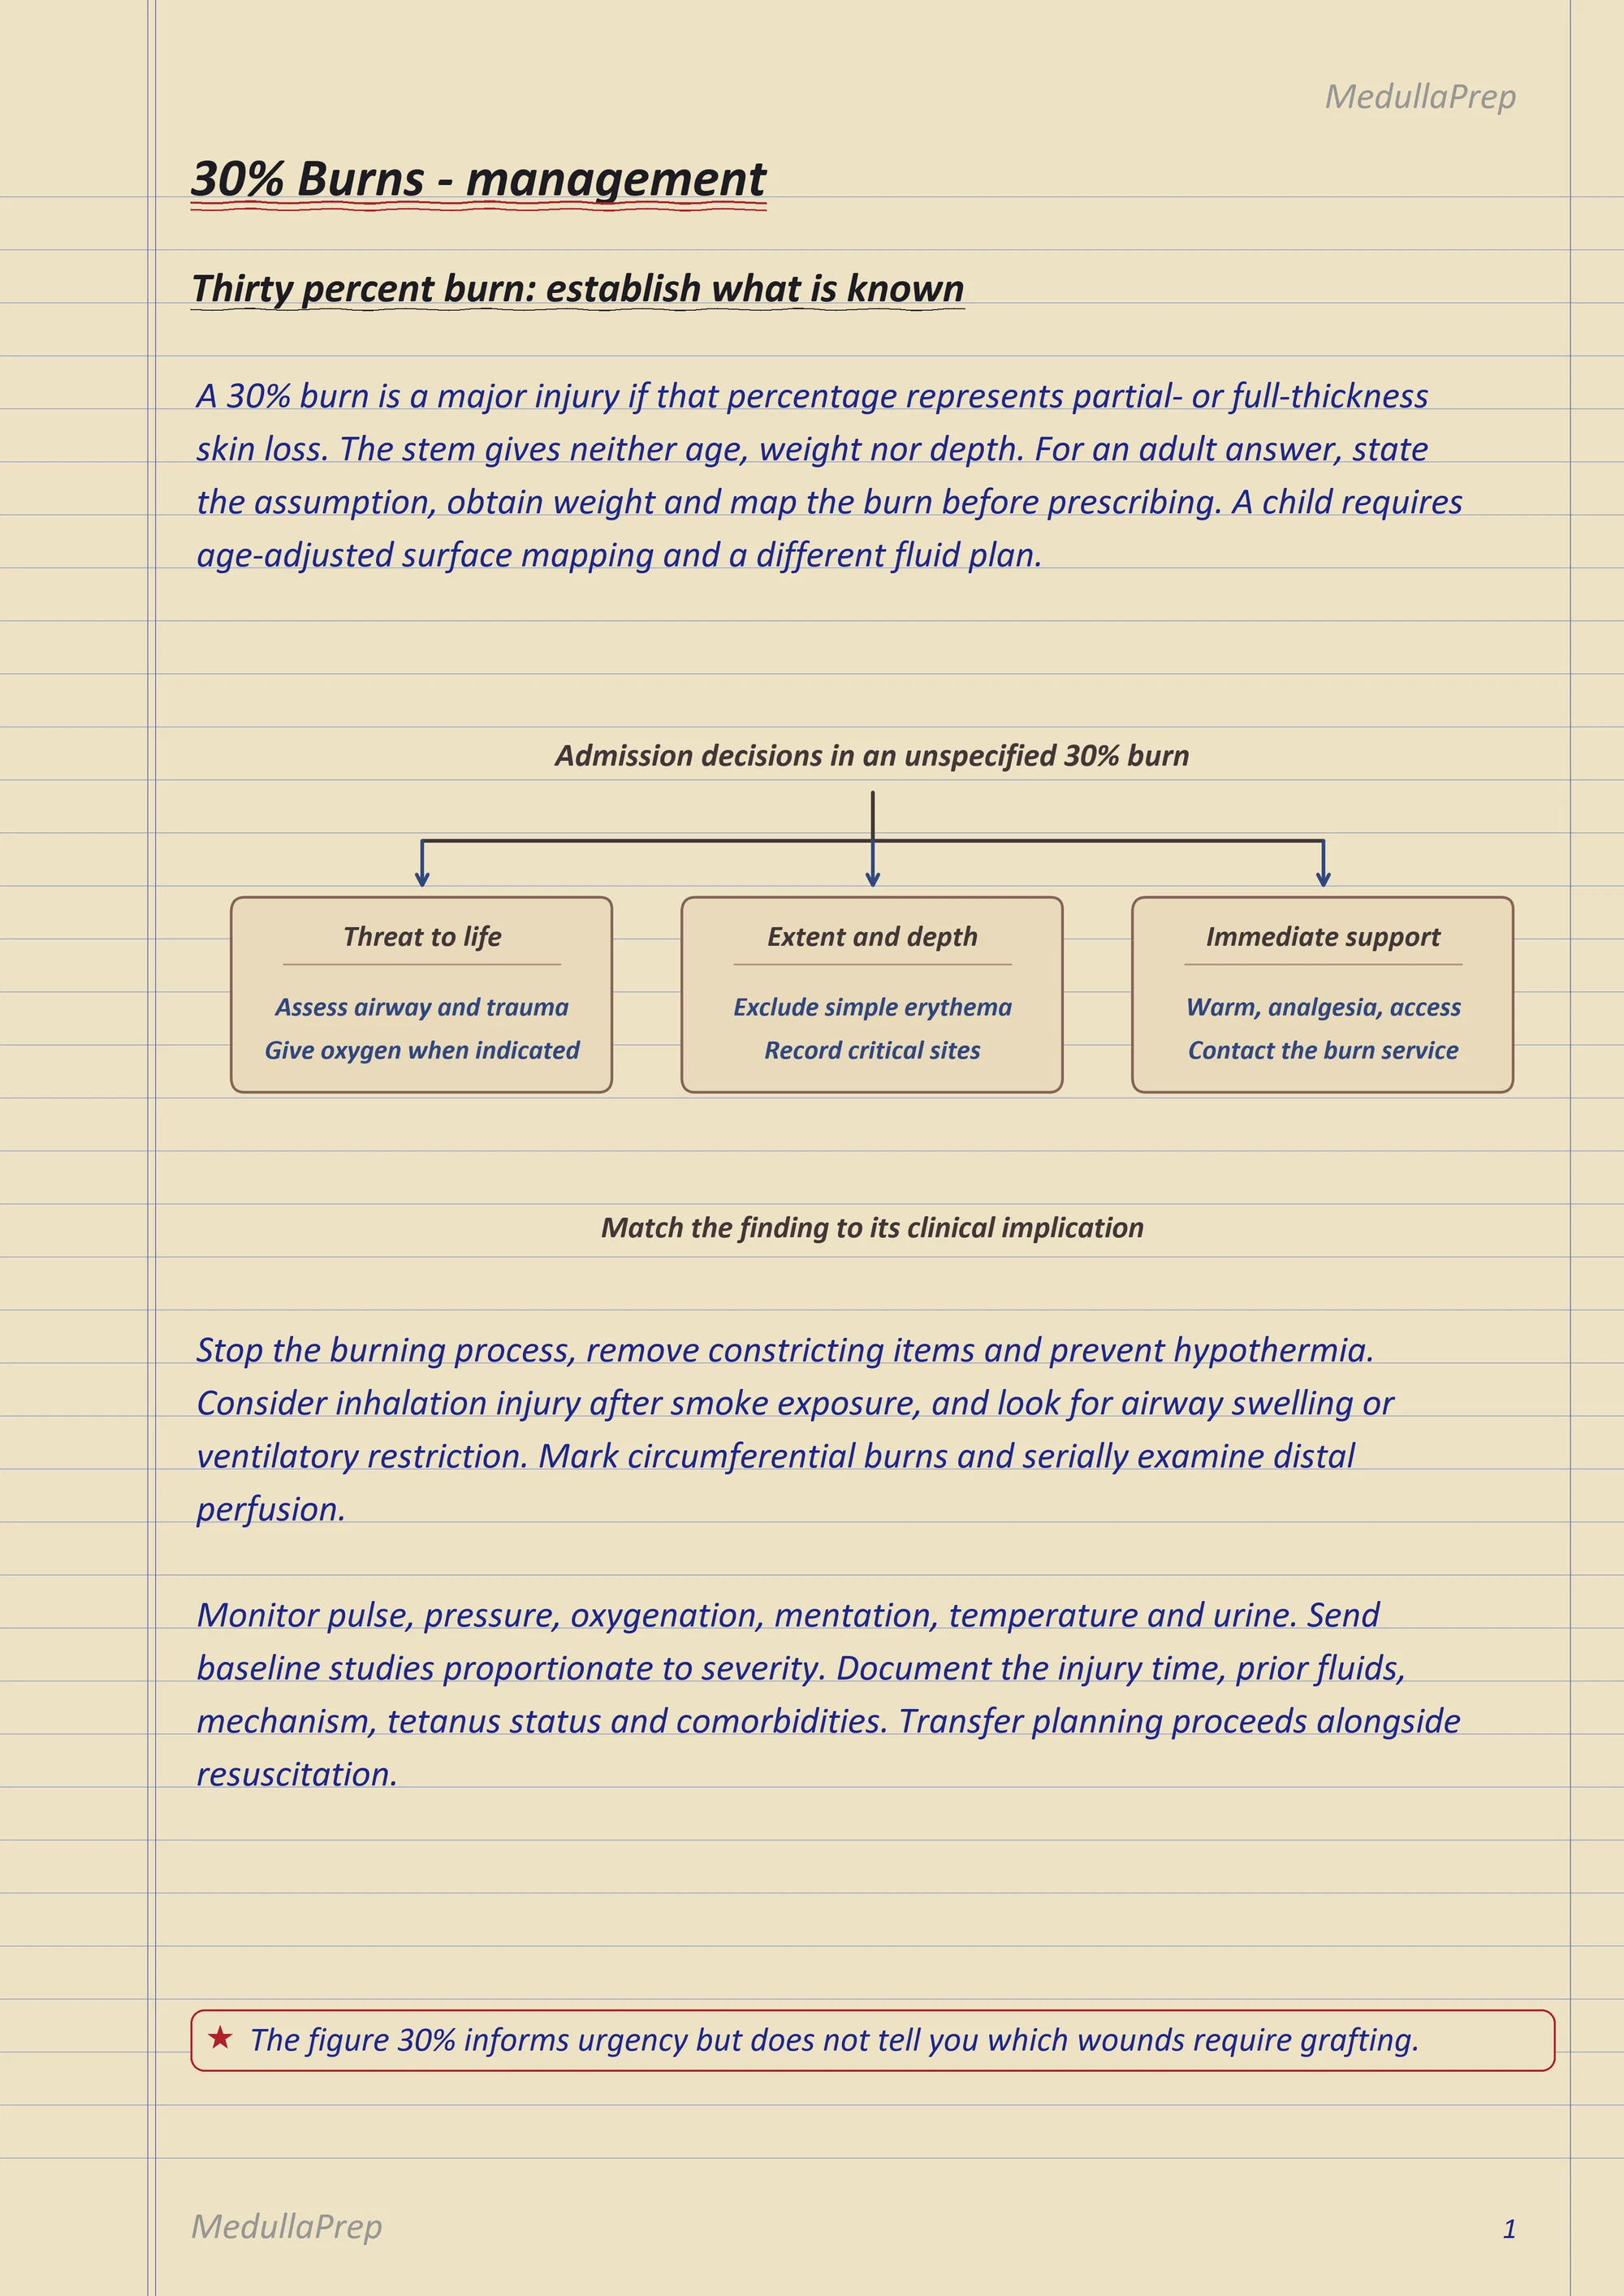 MedullaPrep
30% Burns - management
Thirty percent burn: establish what is known
A 30% burn is a major injury if that percentage represents partial- or full-thickness
skin loss. The stem gives neither age, weight nor depth. For an adult answer, state
the assumption, obtain weight and map the burn before prescribing. A child requires
age-adjusted surface mapping and a different fluid plan.
Admission decisions in an unspecified 30% burn
Threat to life
Assess airway and trauma
Give oxygen when indicated
Extent and depth
Exclude simple erythema
Record critical sites
Immediate support
Warm, analgesia, access
Contact the burn service
Match the finding to its clinical implication
Stop the burning process, remove constricting items and prevent hypothermia.
Consider inhalation injury after smoke exposure, and look for airway swelling or
ventilatory restriction. Mark circumferential burns and serially examine distal
perfusion.
Monitor pulse, pressure, oxygenation, mentation, temperature and urine. Send
baseline studies proportionate to severity. Document the injury time, prior fluids,
mechanism, tetanus status and comorbidities. Transfer planning proceeds alongside
resuscitation.
★ The figure 30% informs urgency but does not tell you which wounds require grafting.
MedullaPrep
1